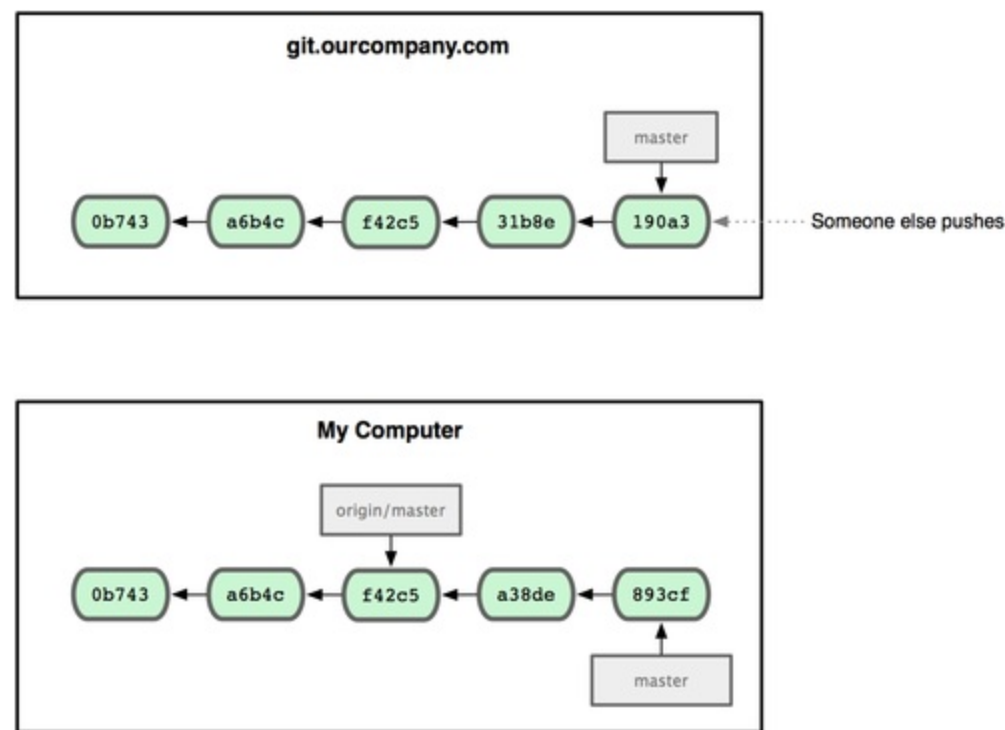 git.ourcompany.com
master
0b743 a6b4c f42c5 31b8e 190a3 Someone else pushes
My Computer
origin/master
0b743 a6b4c f42c5 a38de 893cf
master